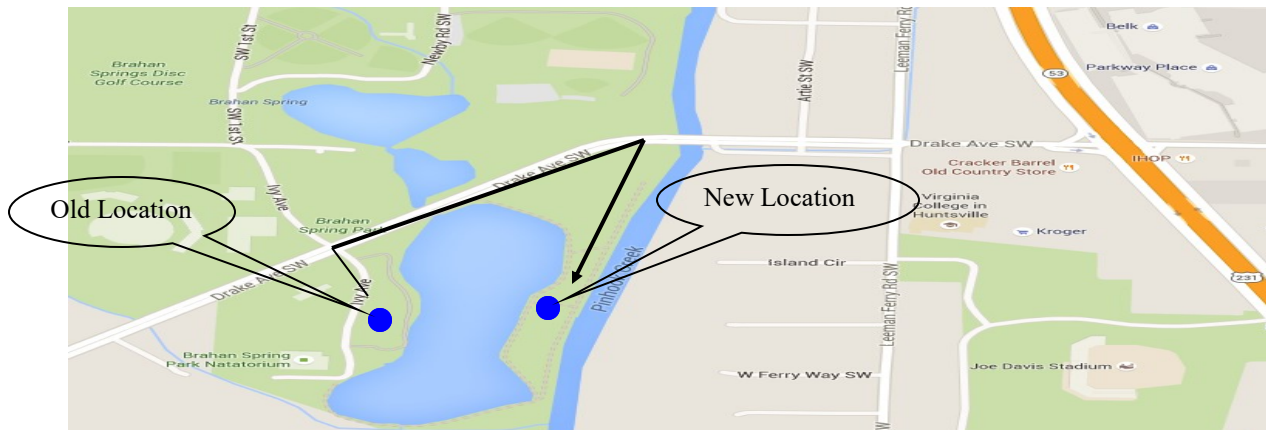 SW 1st St
Newby Rd SW
Brahan
Springs Disc
Golf Course
Brahan Spring
Ivy Ave
Drake Ave SW
Brahan
Spring Park
Old Location
Drake Ave SW
Ivy Ave
Brahan Spring
Park Natatorium
New Location
Pinhook Creek
Artie St SW
Leeman Ferry Rd
Belk
Parkway Place
53
Drake Ave SW
Cracker Barrel
Old Country Store
IHOP
Virginia
College in
Huntsville
Kroger
Island Cir
231
Leeman Ferry Rd SW
W Ferry Way SW
Joe Davis Stadium
W